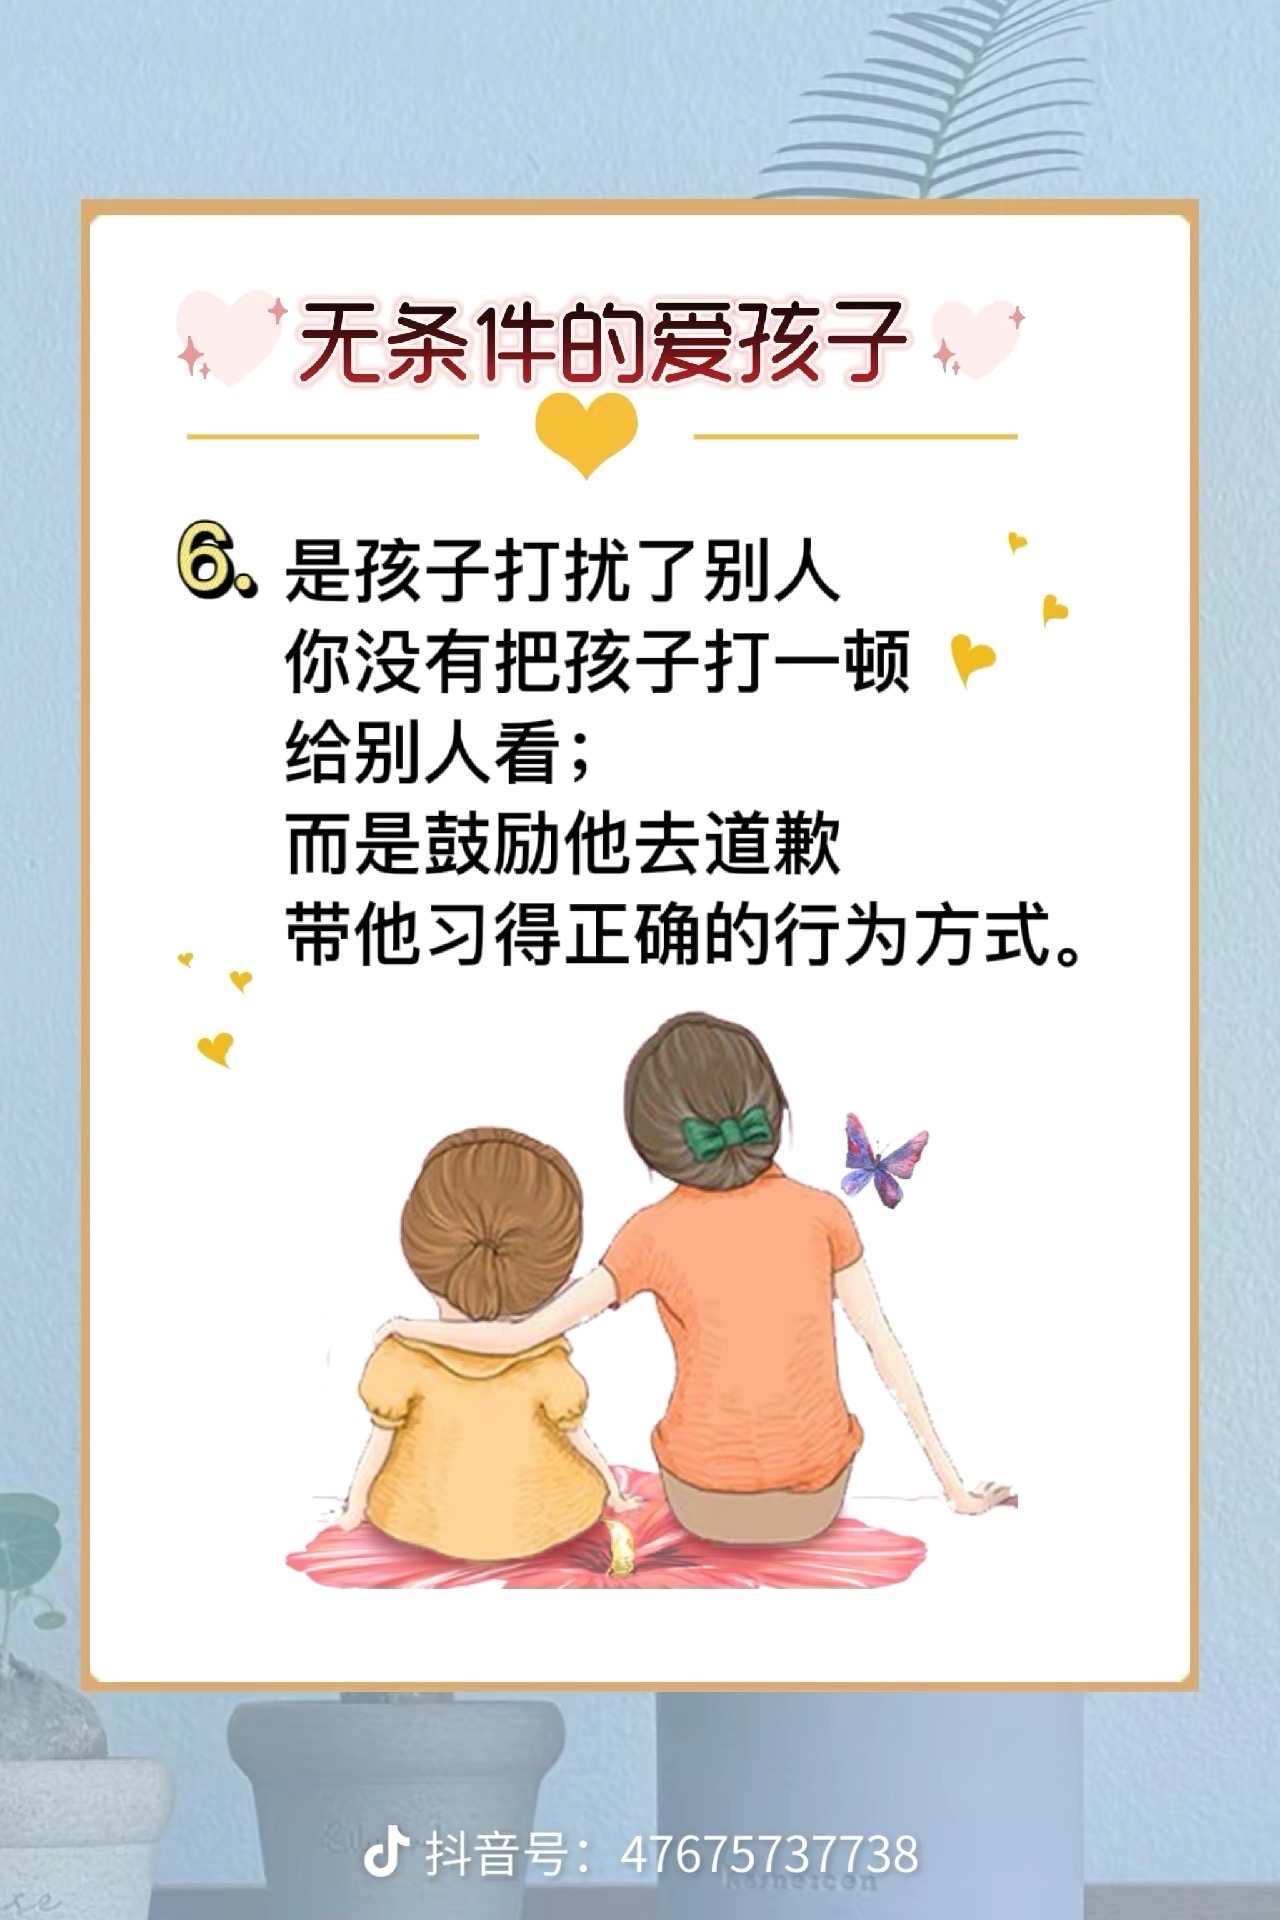 无条件的爱孩子
6. 是孩子打扰了别人
你没有把孩子打一顿
给别人看；
而是鼓励他去道歉
带他习得正确的行为方式。
抖音号：47675737738